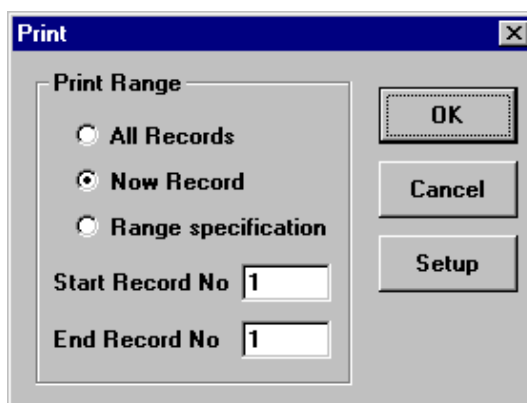 Print
Print Range
All Records
Now Record
Range specification
Start Record No 1
End Record No 1
OK
Cancel
Setup